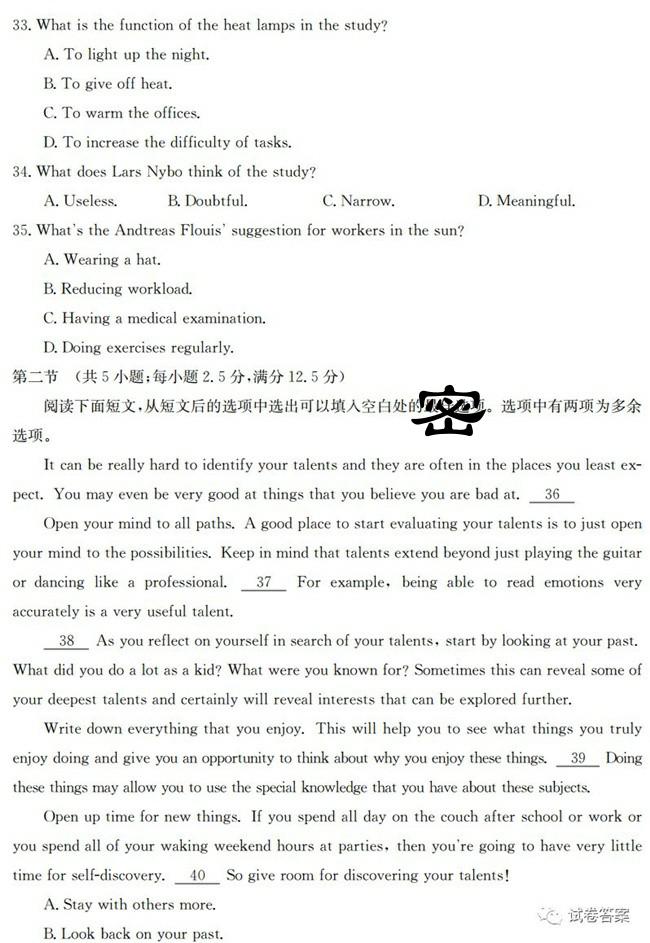 33. What is the function of the heat lamps in the study?
A. To light up the night.
B. To give off heat.
C. To warm the offices.
D. To increase the difficulty of tasks.
34. What does Lars Nybo think of the study?
A. Useless. B. Doubtful. C. Narrow. D. Meaningful.
35. What's the Andtreas Flouis' suggestion for workers in the sun?
A. Wearing a hat.
B. Reducing workload.
C. Having a medical examination.
D. Doing exercises regularly.
第二节 （共5小题;每小题2.5分,满分12.5分）
阅读下面短文,从短文后的选项中选出可以填入空白处的 密 项。选项中有两项为多余
选项。
It can be really hard to identify your talents and they are often in the places you least ex-
pect. You may even be very good at things that you believe you are bad at. 36
Open your mind to all paths. A good place to start evaluating your talents is to just open
your mind to the possibilities. Keep in mind that talents extend beyond just playing the guitar
or dancing like a professional. 37 For example, being able to read emotions very
accurately is a very useful talent.
38 As you reflect on yourself in search of your talents, start by looking at your past.
What did you do a lot as a kid? What were you known for? Sometimes this can reveal some of
your deepest talents and certainly will reveal interests that can be explored further.
Write down everything that you enjoy. This will help you to see what things you truly
enjoy doing and give you an opportunity to think about why you enjoy these things. 39 Doing
these things may allow you to use the special knowledge that you have about these subjects.
Open up time for new things. If you spend all day on the couch after school or work or
you spend all of your waking weekend hours at parties, then you're going to have very little
time for self-discovery. 40 So give room for discovering your talents!
A. Stay with others more.
试卷答案
B. Look back on your past.